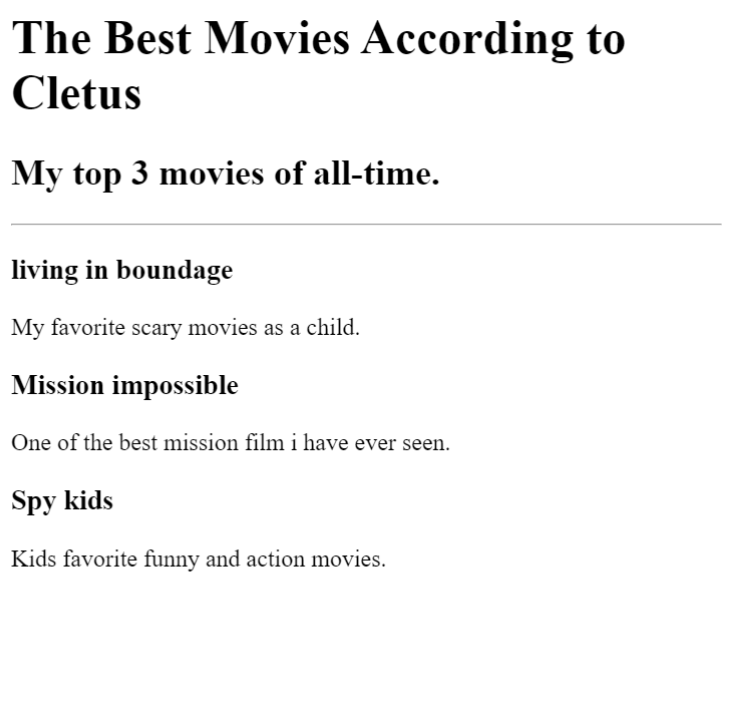 The Best Movies According to
Cletus
My top 3 movies of all-time.
living in boundage
My favorite scary movies as a child.
Mission impossible
One of the best mission film i have ever seen.
Spy kids
Kids favorite funny and action movies.